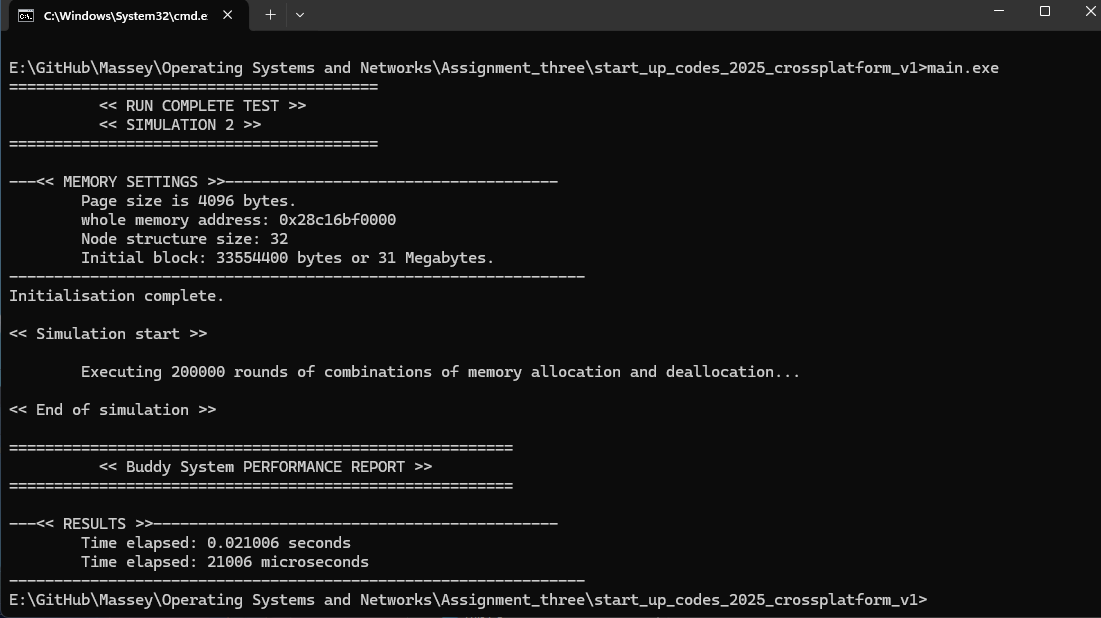 C:\Windows\System32\cmd.e
E:\GitHub\Massey\Operating Systems and Networks\Assignment_three\start_up_codes_2025_crossplatform_v1>main.exe
=========================================
<< RUN COMPLETE TEST >>
<< SIMULATION 2 >>
=========================================
---<< MEMORY SETTINGS >>-------------------------------------
Page size is 4096 bytes.
whole memory address: 0x28c16bf0000
Node structure size: 32
Initial block: 33554400 bytes or 31 Megabytes.
----------------------------------------------------------------
Initialisation complete.
<< Simulation start >>
Executing 200000 rounds of combinations of memory allocation and deallocation...
<< End of simulation >>
========================================================
<< Buddy System PERFORMANCE REPORT >>
========================================================
---<< RESULTS >>---------------------------------------------
Time elapsed: 0.021006 seconds
Time elapsed: 21006 microseconds
----------------------------------------------------------------
E:\GitHub\Massey\Operating Systems and Networks\Assignment_three\start_up_codes_2025_crossplatform_v1>